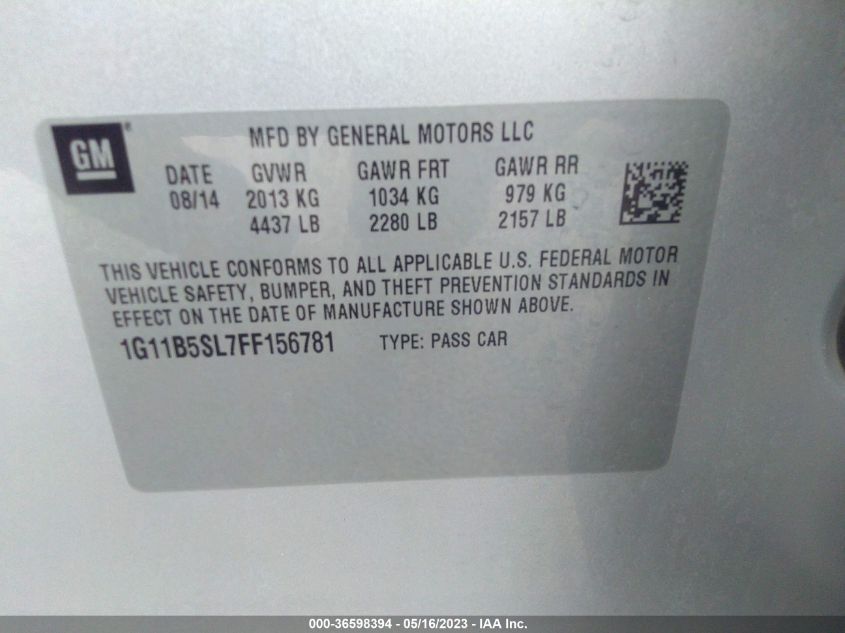 GM
MFD BY GENERAL MOTORS LLC
DATE GVWR GAWR FRT GAWR RR
08/14 2013 KG 1034 KG 979 KG
4437 LB 2280 LB 2157 LB
THIS VEHICLE CONFORMS TO ALL APPLICABLE U.S. FEDERAL MOTOR
VEHICLE SAFETY, BUMPER, AND THEFT PREVENTION STANDARDS IN
EFFECT ON THE DATE OF MANUFACTURE SHOWN ABOVE.
1G11B5SL7FF156781 TYPE: PASS CAR
000-36598394 - 05/16/2023 - IAA Inc.